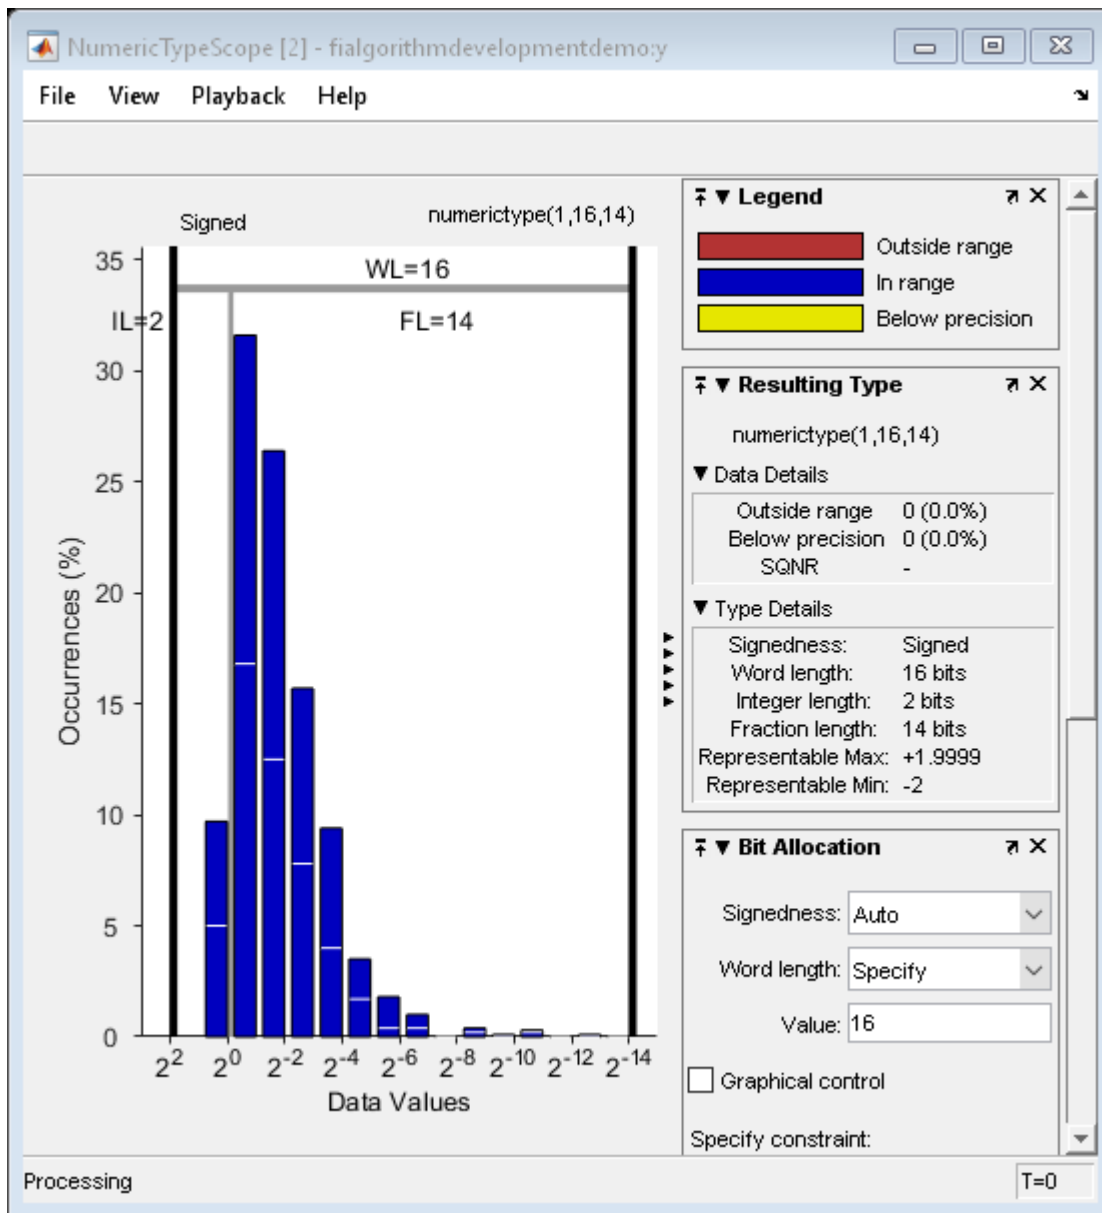 NumericTypeScope [2] - fialgorithmdevelopmentdemo:y
File View Playback Help
Signed
numerictype(1,16,14)
WL=16
IL=2
FL=14
35
30
25
20
15
10
5
0
Occurrences (%)
2^2 2^0 2^-2 2^-4 2^-6 2^-8 2^-10 2^-12 2^-14
Data Values
Legend
Outside range
In range
Below precision
Resulting Type
numerictype(1,16,14)
Data Details
Outside range 0 (0.0%)
Below precision 0 (0.0%)
SQNR -
Type Details
Signedness: Signed
Word length: 16 bits
Integer length: 2 bits
Fraction length: 14 bits
Representable Max: +1.9999
Representable Min: -2
Bit Allocation
Signedness: Auto
Word length: Specify
Value: 16
Graphical control
Specify constraint:
Processing
T=0